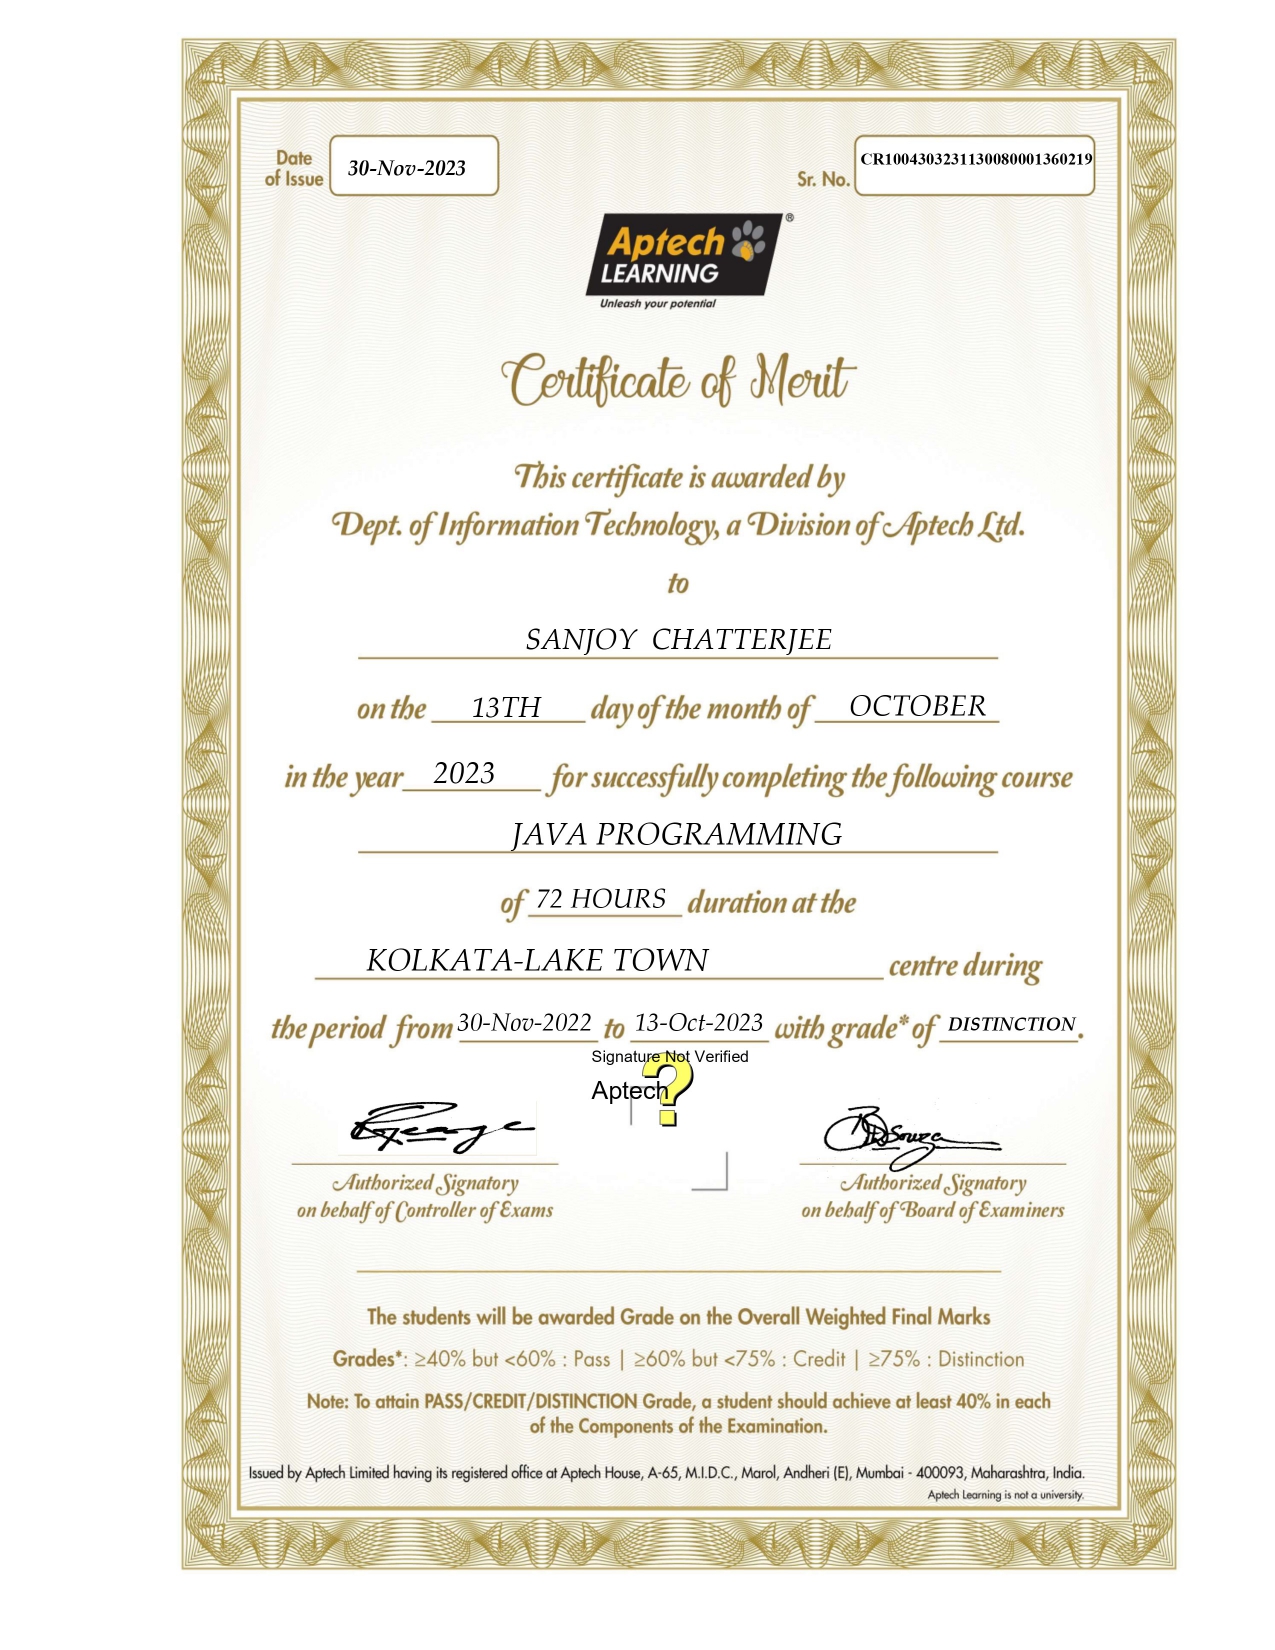 Date
of Issue
30-Nov-2023
Sr. No.
CR1004303231130080001360219
Aptech
LEARNING
®
Unleash your potential
Certificate of Merit
This certificate is awarded by
Dept. of Information Technology, a Division of Aptech Ltd.
to
SANJOY CHATTERJEE
on the 13TH day of the month of OCTOBER
in the year 2023 for successfully completing the following course
JAVA PROGRAMMING
of 72 HOURS duration at the
KOLKATA-LAKE TOWN centre during
the period from 30-Nov-2022 to 13-Oct-2023 with grade* of DISTINCTION.
Signature Not Verified
Aptech
?
Authorized Signatory
on behalf of Controller of Exams
Authorized Signatory
on behalf of Board of Examiners
The students will be awarded Grade on the Overall Weighted Final Marks
Grades*: ≥40% but <60% : Pass | ≥60% but <75% : Credit | ≥75% : Distinction
Note: To attain PASS/CREDIT/DISTINCTION Grade, a student should achieve at least 40% in each
of the Components of the Examination.
Issued by Aptech Limited having its registered office at Aptech House, A-65, M.I.D.C., Marol, Andheri (E), Mumbai - 400093, Maharashtra, India.
Aptech Learning is not a university.